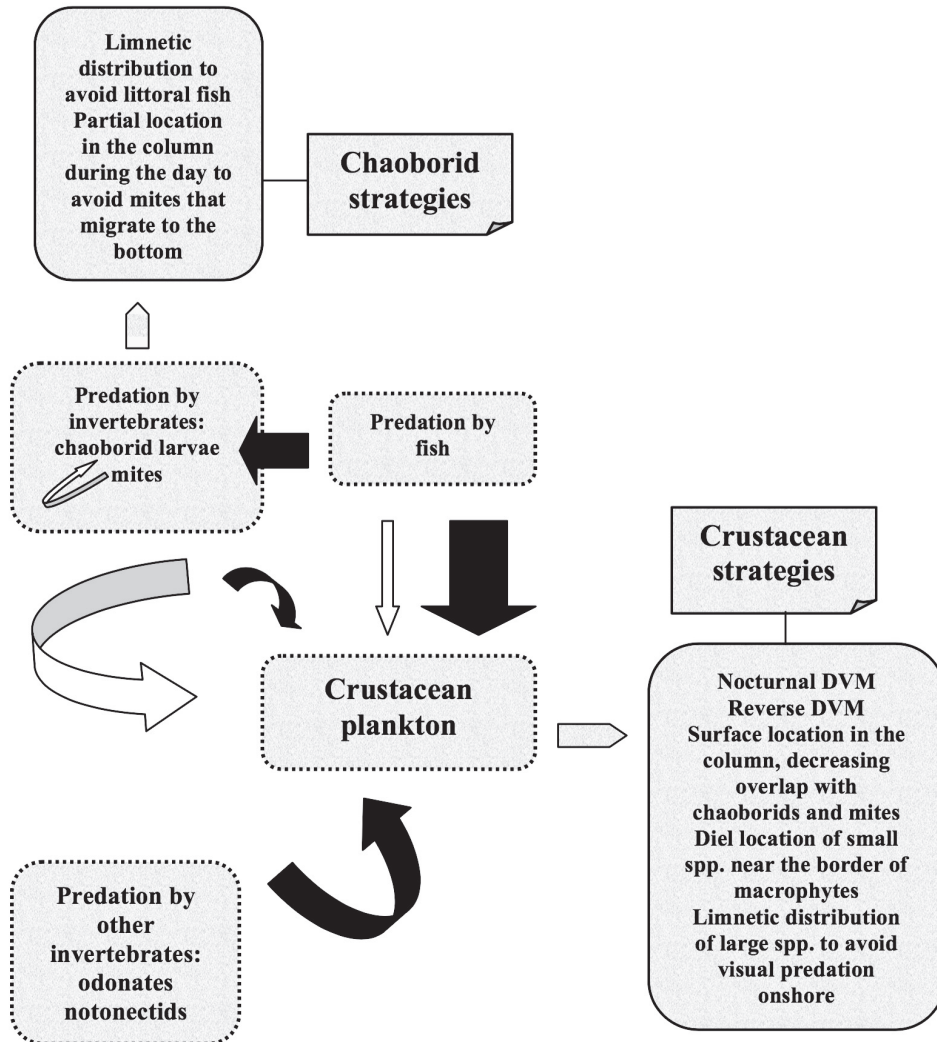 Limnetic
distribution to
avoid littoral fish
Partial location
in the column
during the day to
avoid mites that
migrate to the
bottom
Chaoborid
strategies
Predation by
invertebrates:
chaoborid larvae
mites
Predation by
fish
Crustacean
strategies
Crustacean
plankton
Nocturnal DVM
Reverse DVM
Surface location in the
column, decreasing
overlap with
chaoborids and mites
Diel location of small
spp. near the border of
macrophytes
Limnetic distribution
of large spp. to avoid
visual predation
onshore
Predation by
other
invertebrates:
odonates
notonectids